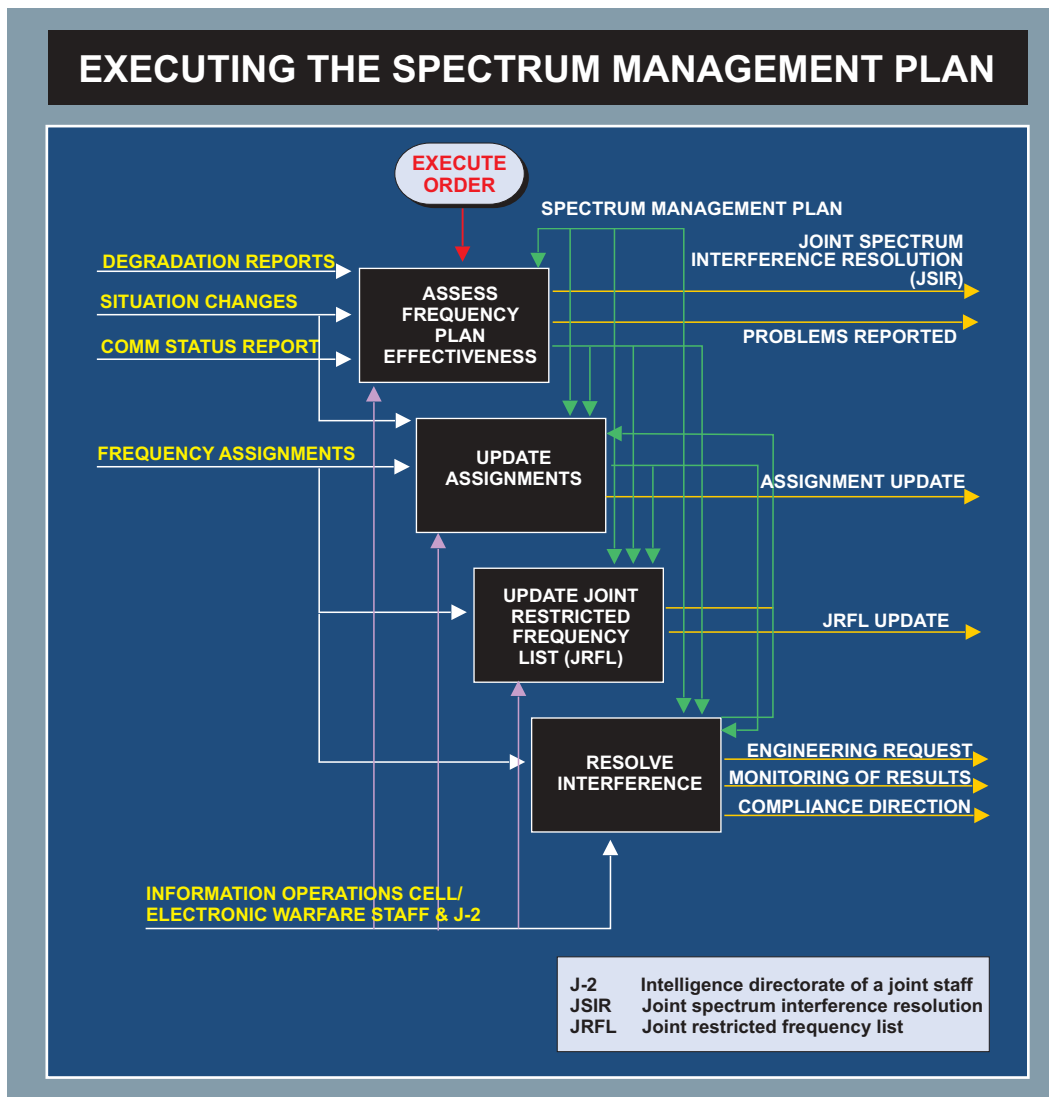 EXECUTING THE SPECTRUM MANAGEMENT PLAN
EXECUTE
ORDER
SPECTRUM MANAGEMENT PLAN
JOINT SPECTRUM
INTERFERENCE RESOLUTION
(JSIR)
DEGRADATION REPORTS
SITUATION CHANGES
COMM STATUS REPORT
ASSESS
FREQUENCY
PLAN
EFFECTIVENESS
PROBLEMS REPORTED
FREQUENCY ASSIGNMENTS
UPDATE
ASSIGNMENTS
ASSIGNMENT UPDATE
UPDATE JOINT
RESTRICTED
FREQUENCY
LIST (JRFL)
JRFL UPDATE
RESOLVE
INTERFERENCE
ENGINEERING REQUEST
MONITORING OF RESULTS
COMPLIANCE DIRECTION
INFORMATION OPERATIONS CELL/
ELECTRONIC WARFARE STAFF & J-2
J-2 Intelligence directorate of a joint staff
JSIR Joint spectrum interference resolution
JRFL Joint restricted frequency list